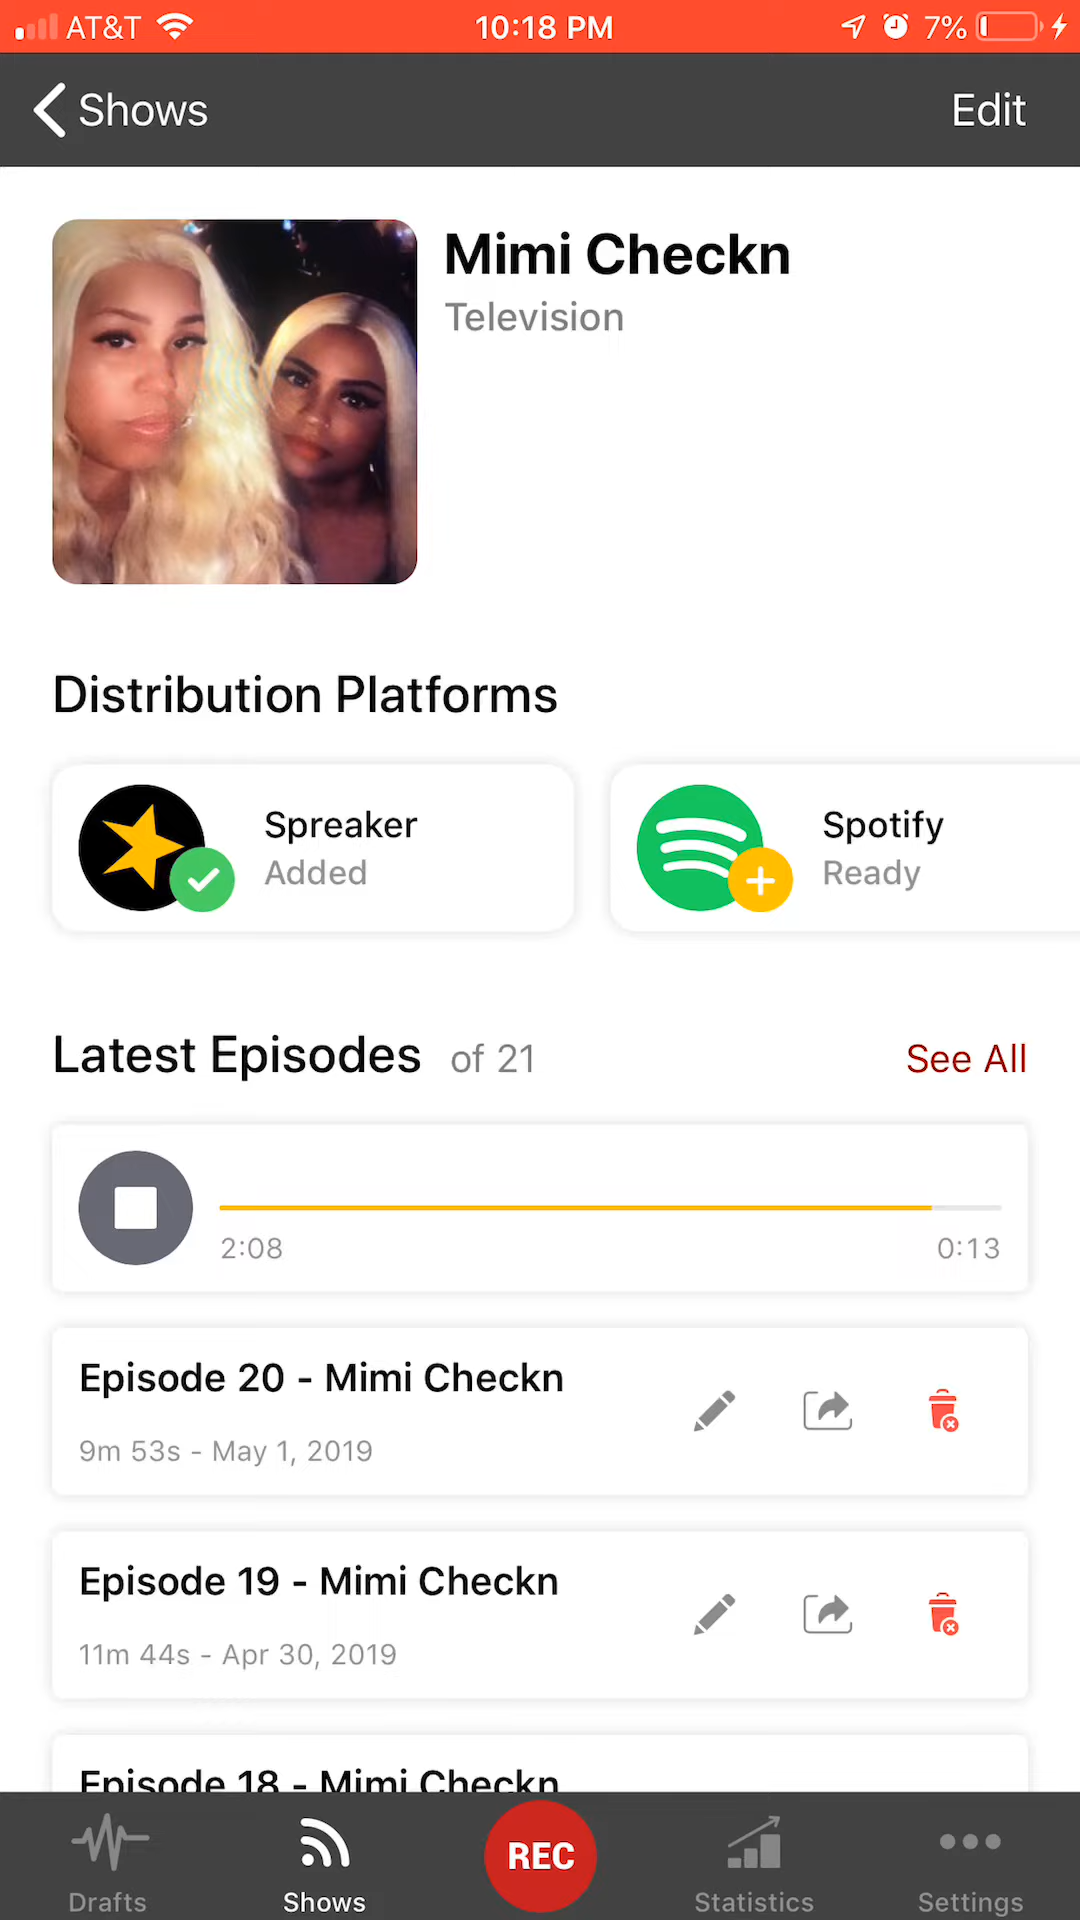 AT&T 10:18 PM 7%
Shows Edit
Mimi Checkn
Television
Distribution Platforms
Spreaker
Added
Spotify
Ready
Latest Episodes of 21 See All
2:08 0:13
Episode 20 - Mimi Checkn
9m 53s - May 1, 2019
Episode 19 - Mimi Checkn
11m 44s - Apr 30, 2019
Episode 18 - Mimi Checkn
REC
Drafts Shows Statistics Settings